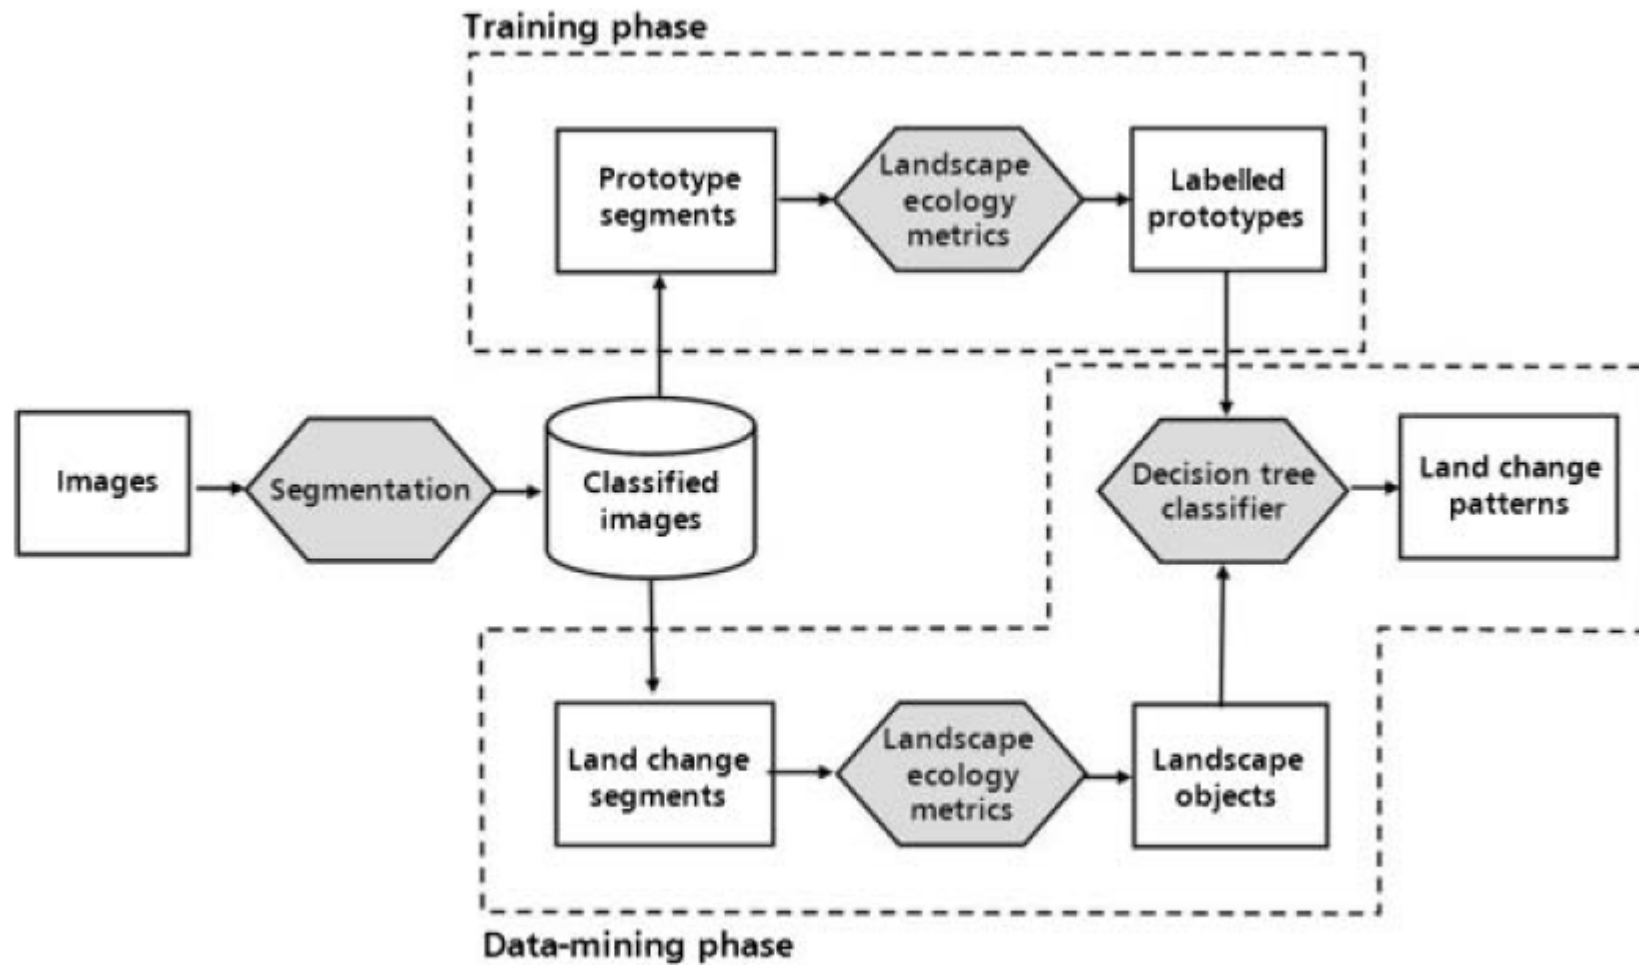 Training phase
Prototype
segments
Landscape
ecology
metrics
Labelled
prototypes
Images
Segmentation
Classified
images
Decision tree
classifier
Land change
patterns
Land change
segments
Landscape
ecology
metrics
Landscape
objects
Data-mining phase